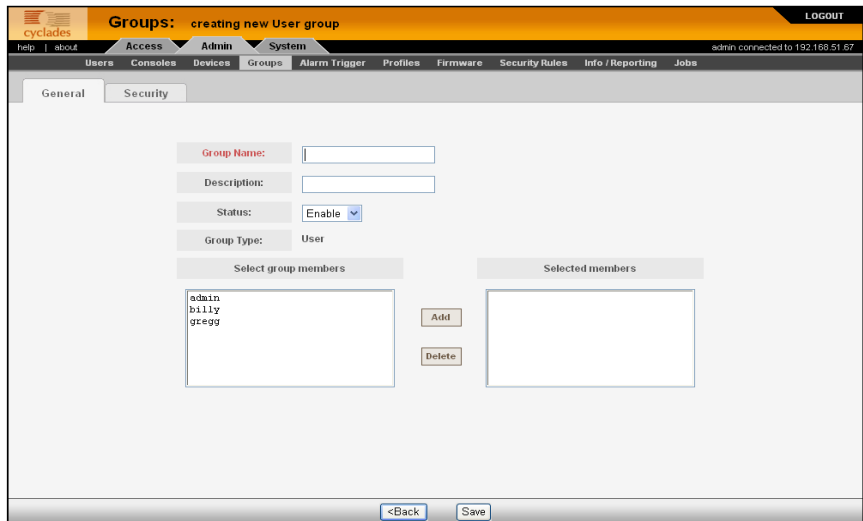 LOGOUT
cyclades
Groups: creating new User group
help | about
Access Admin System
admin connected to 192.168.51.67
Users Consoles Devices Groups Alarm Trigger Profiles Firmware Security Rules Info / Reporting Jobs
General Security
Group Name:
Description:
Status: Enable
Group Type: User
Select group members Selected members
admin
billy
gregg
Add
Delete
<Back Save